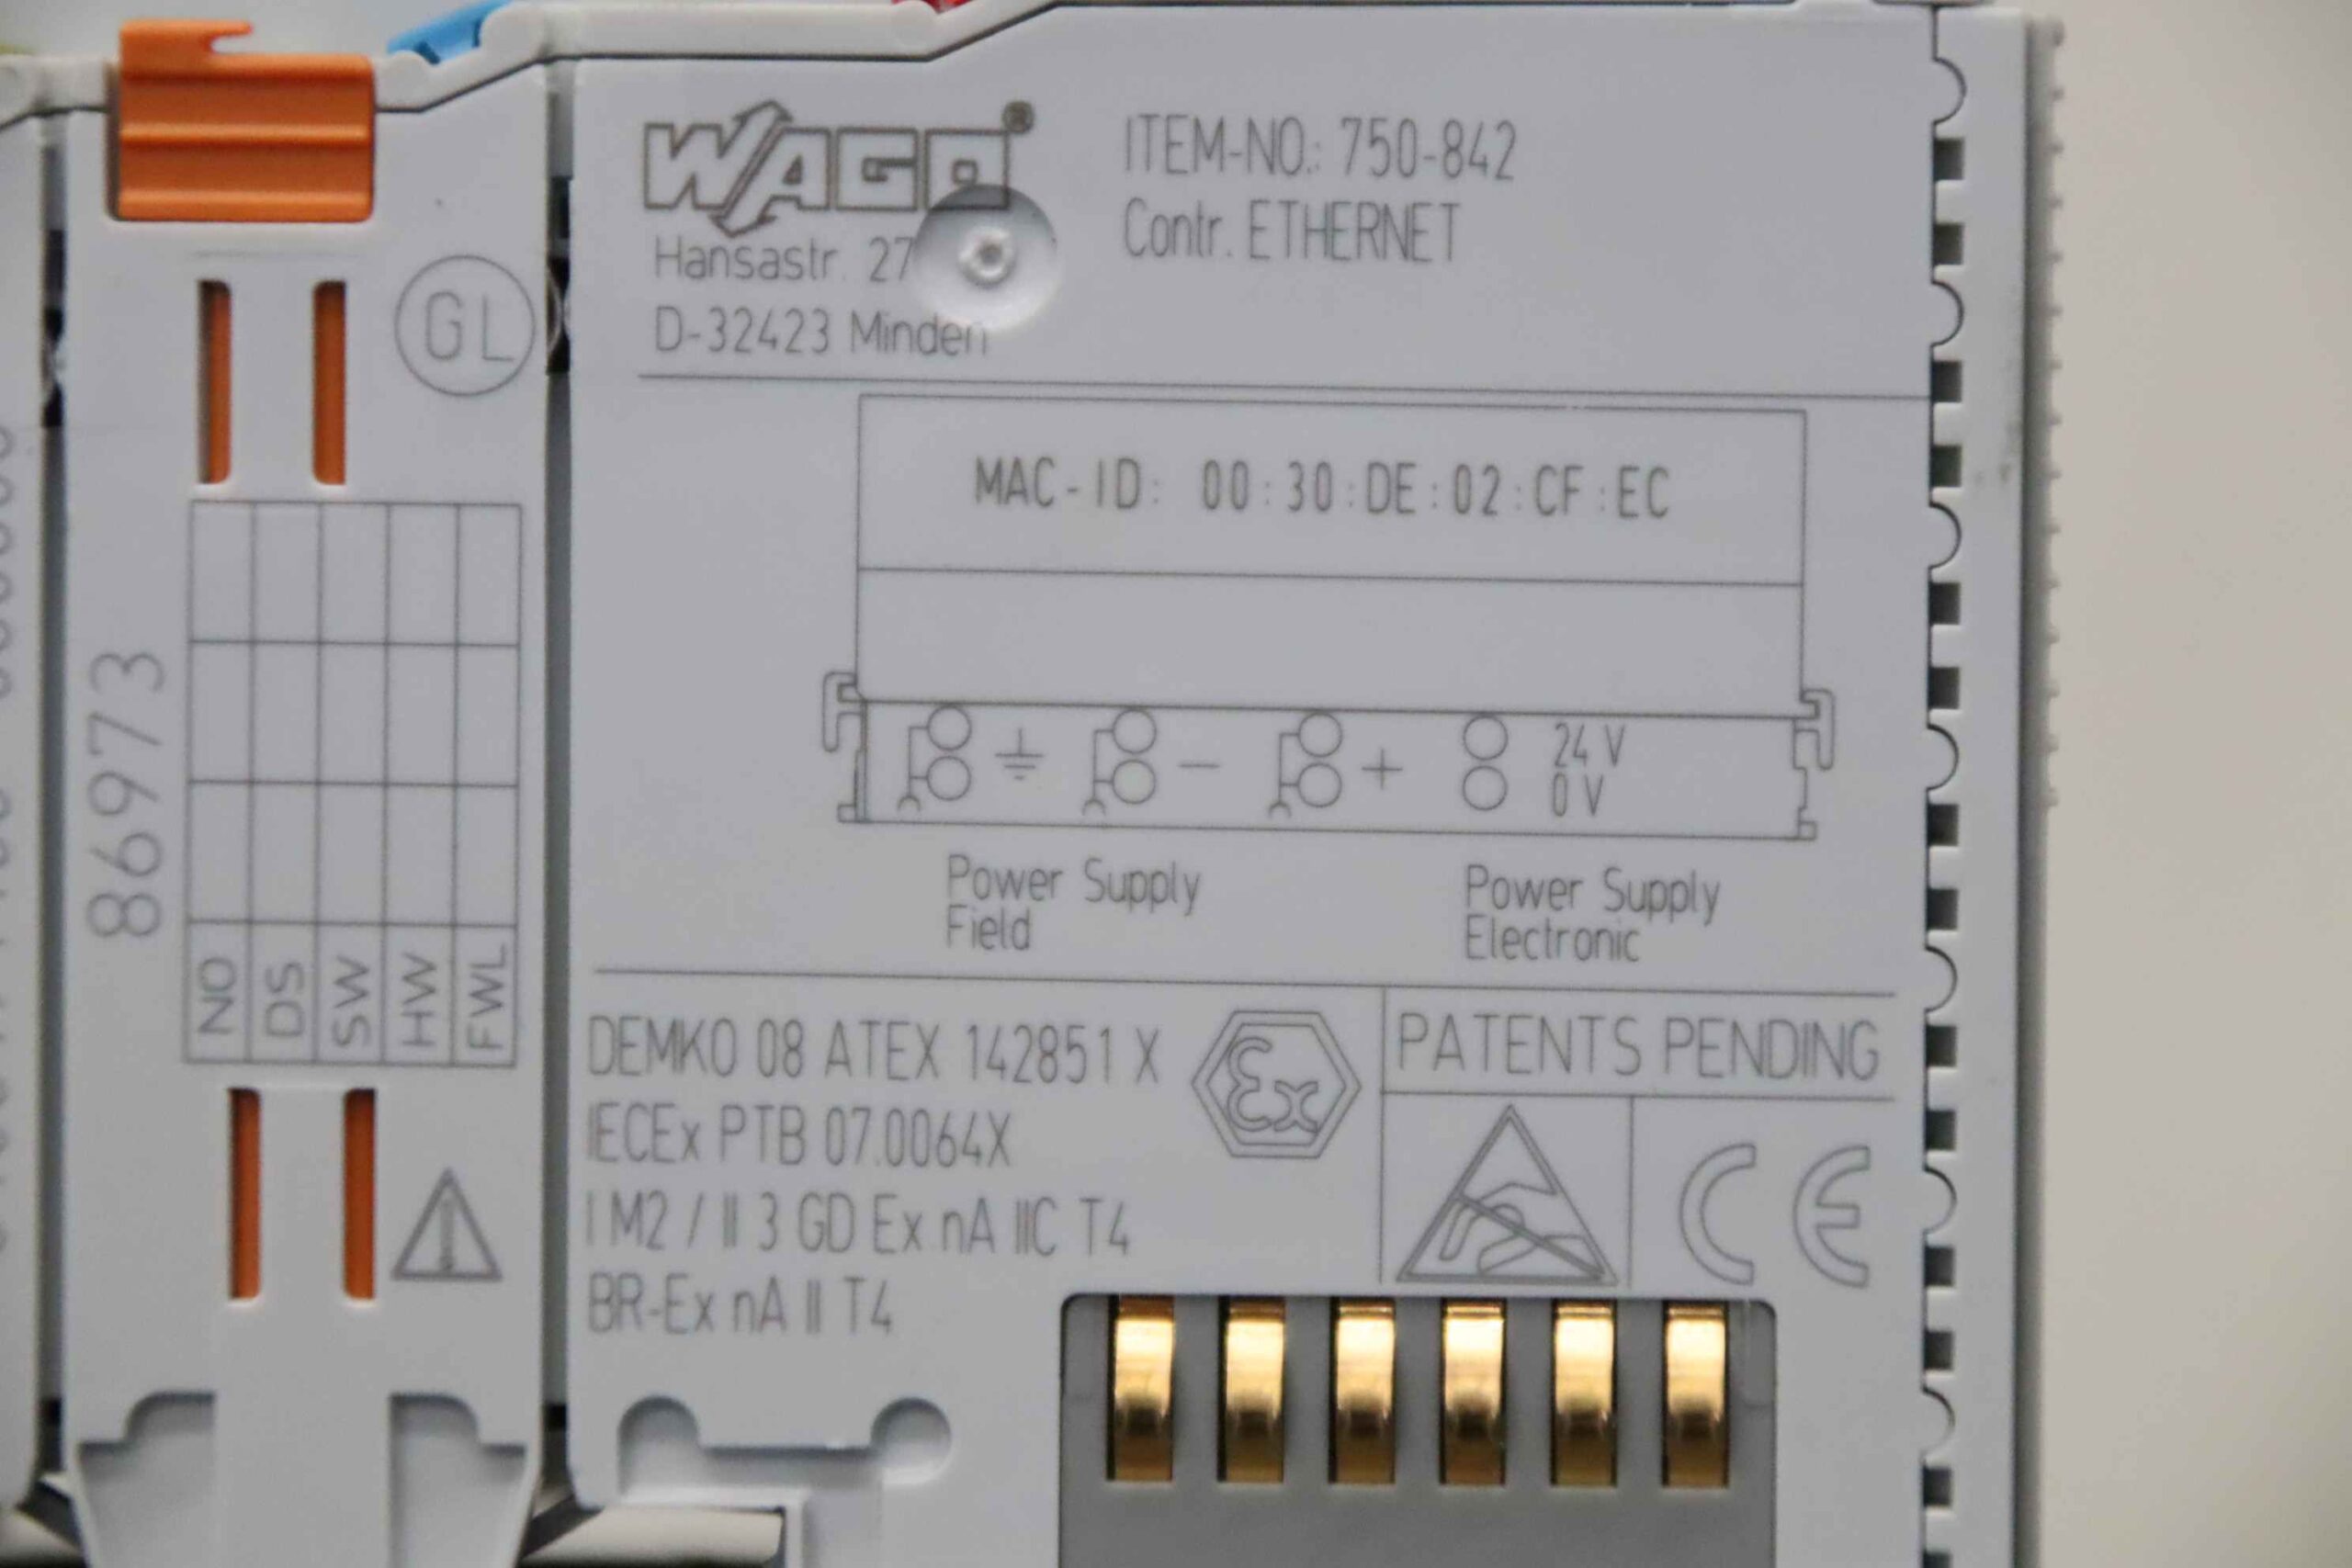 WAGO®
Hansastr. 27
D-32423 Minden
ITEM-NO.: 750-842
Contr. ETHERNET
GL
MAC-ID: 00:30:DE:02:CF:EC
24 V
0 V
- +
Power Supply
Field
Power Supply
Electronic
86973
NO
DS
SW
HW
FWL
DEMKO 08 ATEX 142851 X
IECEx PTB 07.0064X
I M2 / II 3 GD Ex nA IIC T4
BR-Ex nA II T4
Ex
PATENTS PENDING
CE